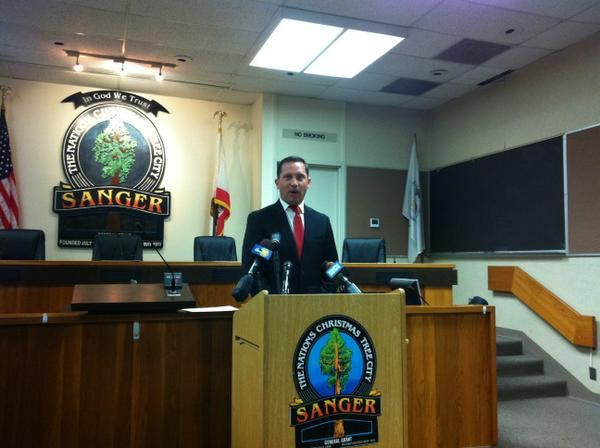 In God We Trust
THE NATION'S CHRISTMAS TREE CITY
SANGER
FOUNDED JULY
NO SMOKING
THE NATION'S CHRISTMAS TREE CITY
SANGER
GENERAL GRANT